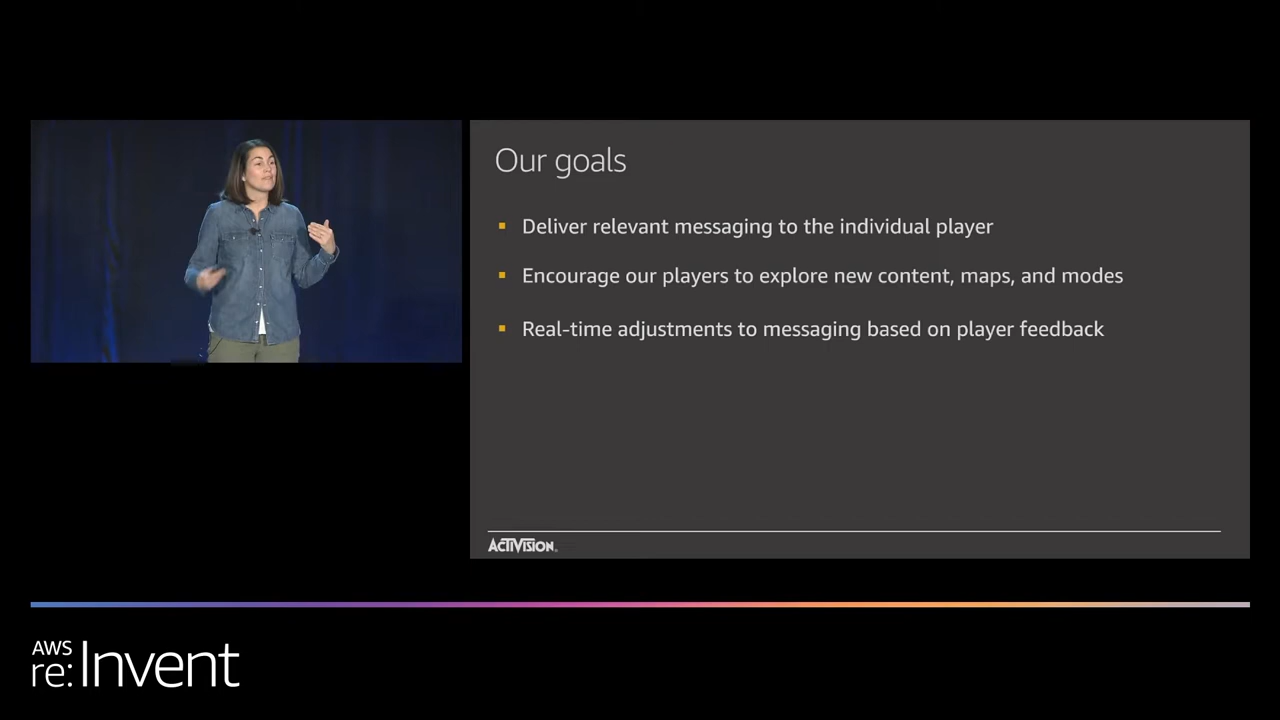 Our goals
Deliver relevant messaging to the individual player
Encourage our players to explore new content, maps, and modes
Real-time adjustments to messaging based on player feedback
ACTIVISION
AWS
re:Invent